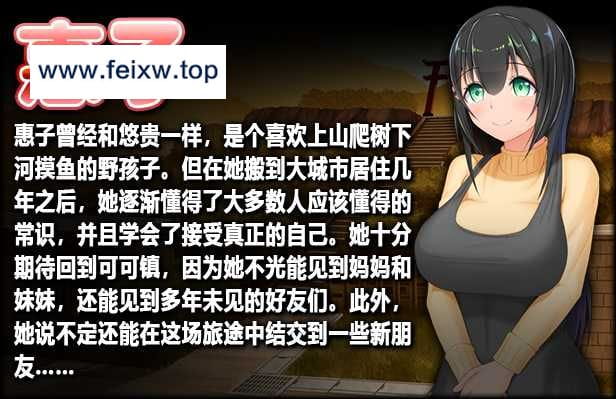 惠子
www.feixw.top
惠子曾经和悠贵一样，是个喜欢上山爬树下
河摸鱼的野孩子。但在她搬到大城市居住几
年之后，她逐渐懂得了大多数人应该懂得的
常识，并且学会了接受真正的自己。她十分
期待回到可可镇，因为她不光能见到妈妈和
妹妹，还能见到多年未见的好友们。此外，
她说不定还能在这场旅途中结交到一些新朋
友……